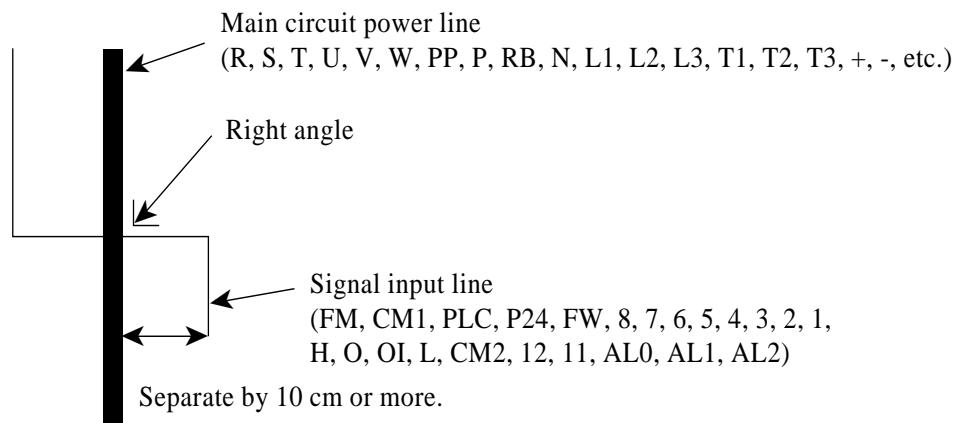 Main circuit power line
(R, S, T, U, V, W, PP, P, RB, N, L1, L2, L3, T1, T2, T3, +, -, etc.)
Right angle
Signal input line
(FM, CM1, PLC, P24, FW, 8, 7, 6, 5, 4, 3, 2, 1,
H, O, OI, L, CM2, 12, 11, AL0, AL1, AL2)
Separate by 10 cm or more.